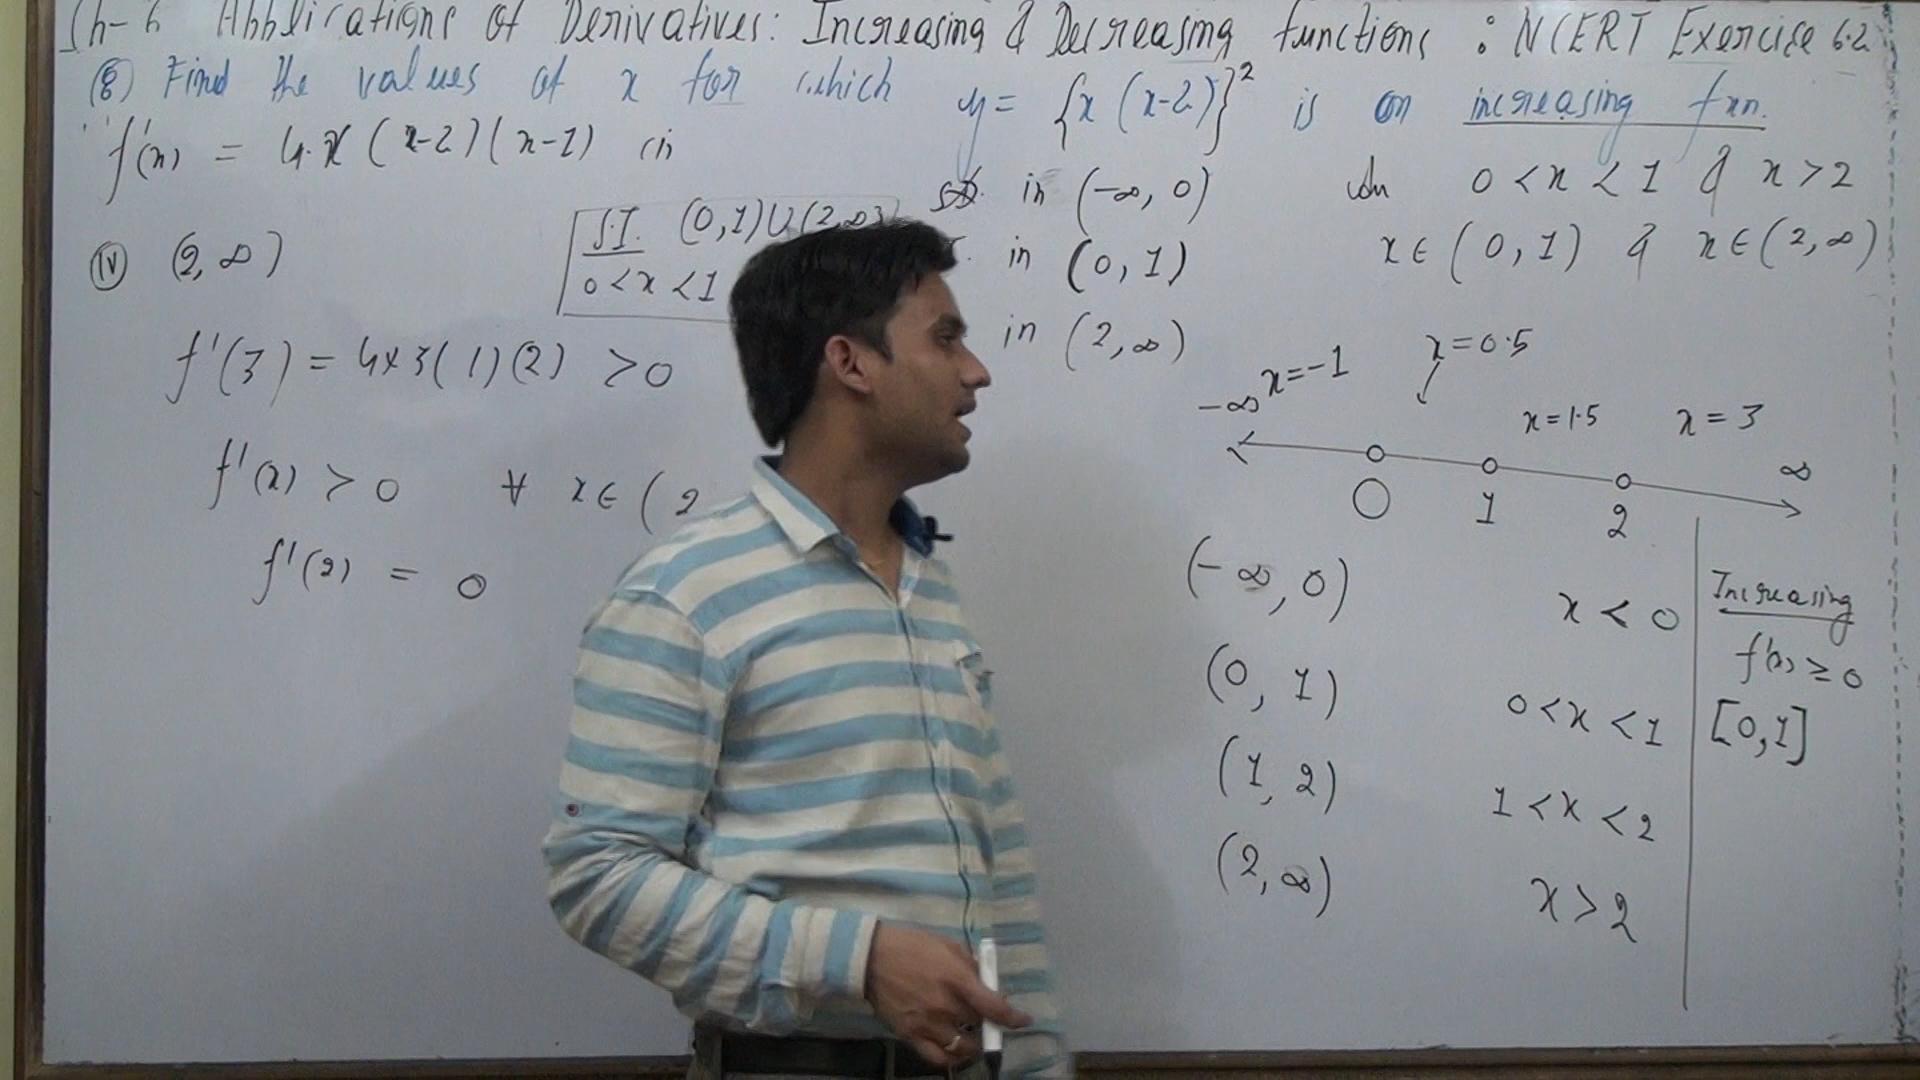 Ch-6 Applications of Derivatives: Increasing & Decreasing functions : NCERT Exercise 6.2
(8) Find the values of x for which y = {x (x-2)}² is an increasing fxn.
f'(x) = 4.x (x-2)(x-1) in
(iv) (2, ∞)
S.I. (0,1)U(2,∞)
0<x<1
f'(3) = 4x3(1)(2) >0
f'(x) > 0 ∀ x∈(2
f'(2) = 0
in (-∞, 0)
in (0, 1)
in (2, ∞)
0 <x < 1 & x > 2
x∈ (0, 1) & x∈(2, ∞)
x=-1 x=0.5
x=1.5 x=3
-∞ ∞
0 1 2
(-∞, 0) x < 0
(0, 1) 0<x<1
(1, 2) 1<x<2
(2, ∞) x>2
Increasing
f'(x) ≥ 0
[0,1]